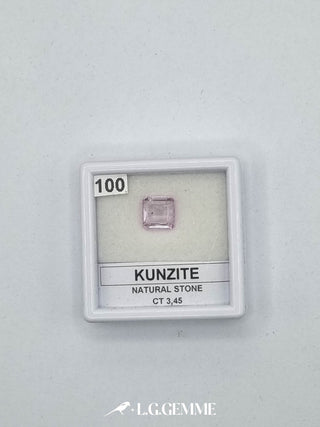 100
KUNZITE
NATURAL STONE
CT 3,45
L.G.GEMME